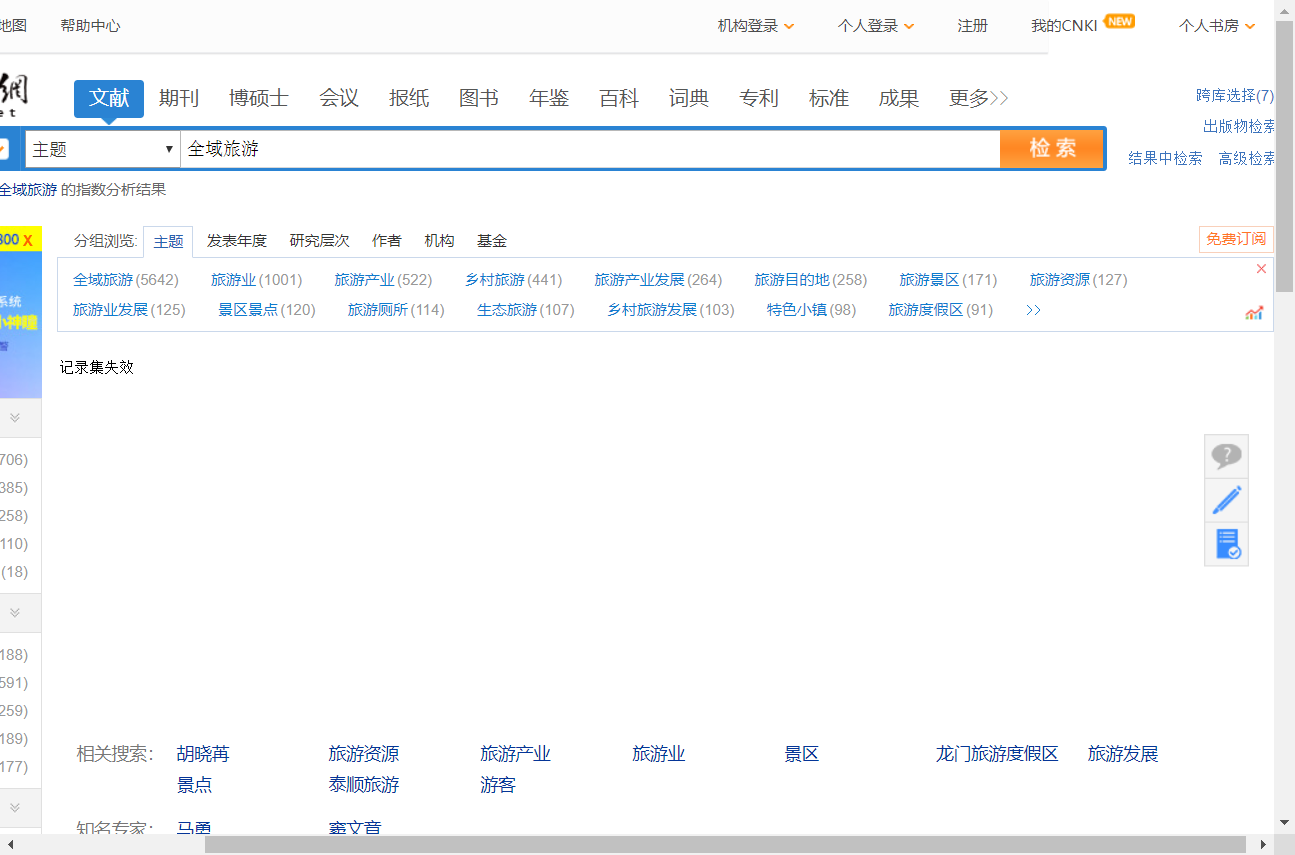 地图 帮助中心 机构登录 个人登录 注册 我的CNKI NEW 个人书房
網
et
文献 期刊 博硕士 会议 报纸 图书 年鉴 百科 词典 专利 标准 成果 更多>>
跨库选择(7)
出版物检索
主题 全域旅游 检索
结果中检索 高级检索
全域旅游 的指数分析结果
300 X
分组浏览: 主题 发表年度 研究层次 作者 机构 基金 免费订阅
全域旅游(5642) 旅游业(1001) 旅游产业(522) 乡村旅游(441) 旅游产业发展(264) 旅游目的地(258) 旅游景区(171) 旅游资源(127) X
旅游业发展(125) 景区景点(120) 旅游厕所(114) 生态旅游(107) 乡村旅游发展(103) 特色小镇(98) 旅游度假区(91) >>
系统
小神瞳
智
记录集失效
706)
385)
258)
110)
(18)
188)
591)
259)
189)
177)
相关搜索: 胡晓苒 旅游资源 旅游产业 旅游业 景区 龙门旅游度假区 旅游发展
景点 泰顺旅游 游客
知名专家: 马勇 窦文章